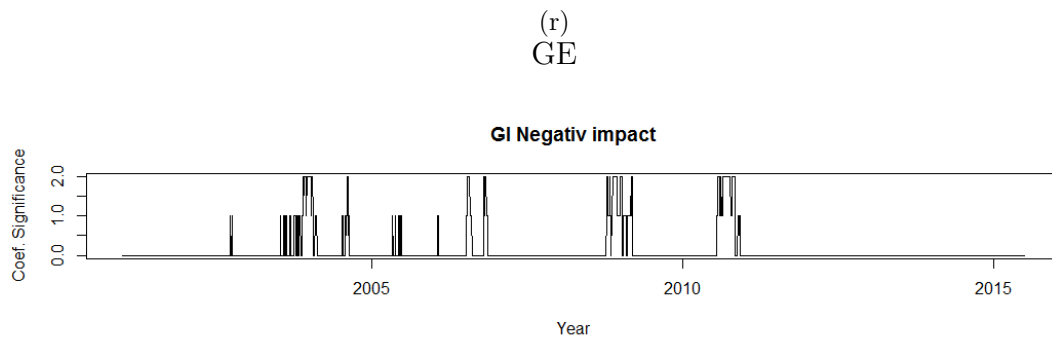 (r)
GE
GI Negativ impact
Coef. Significance
2.0
1.0
0.0
2005
2010
2015
Year